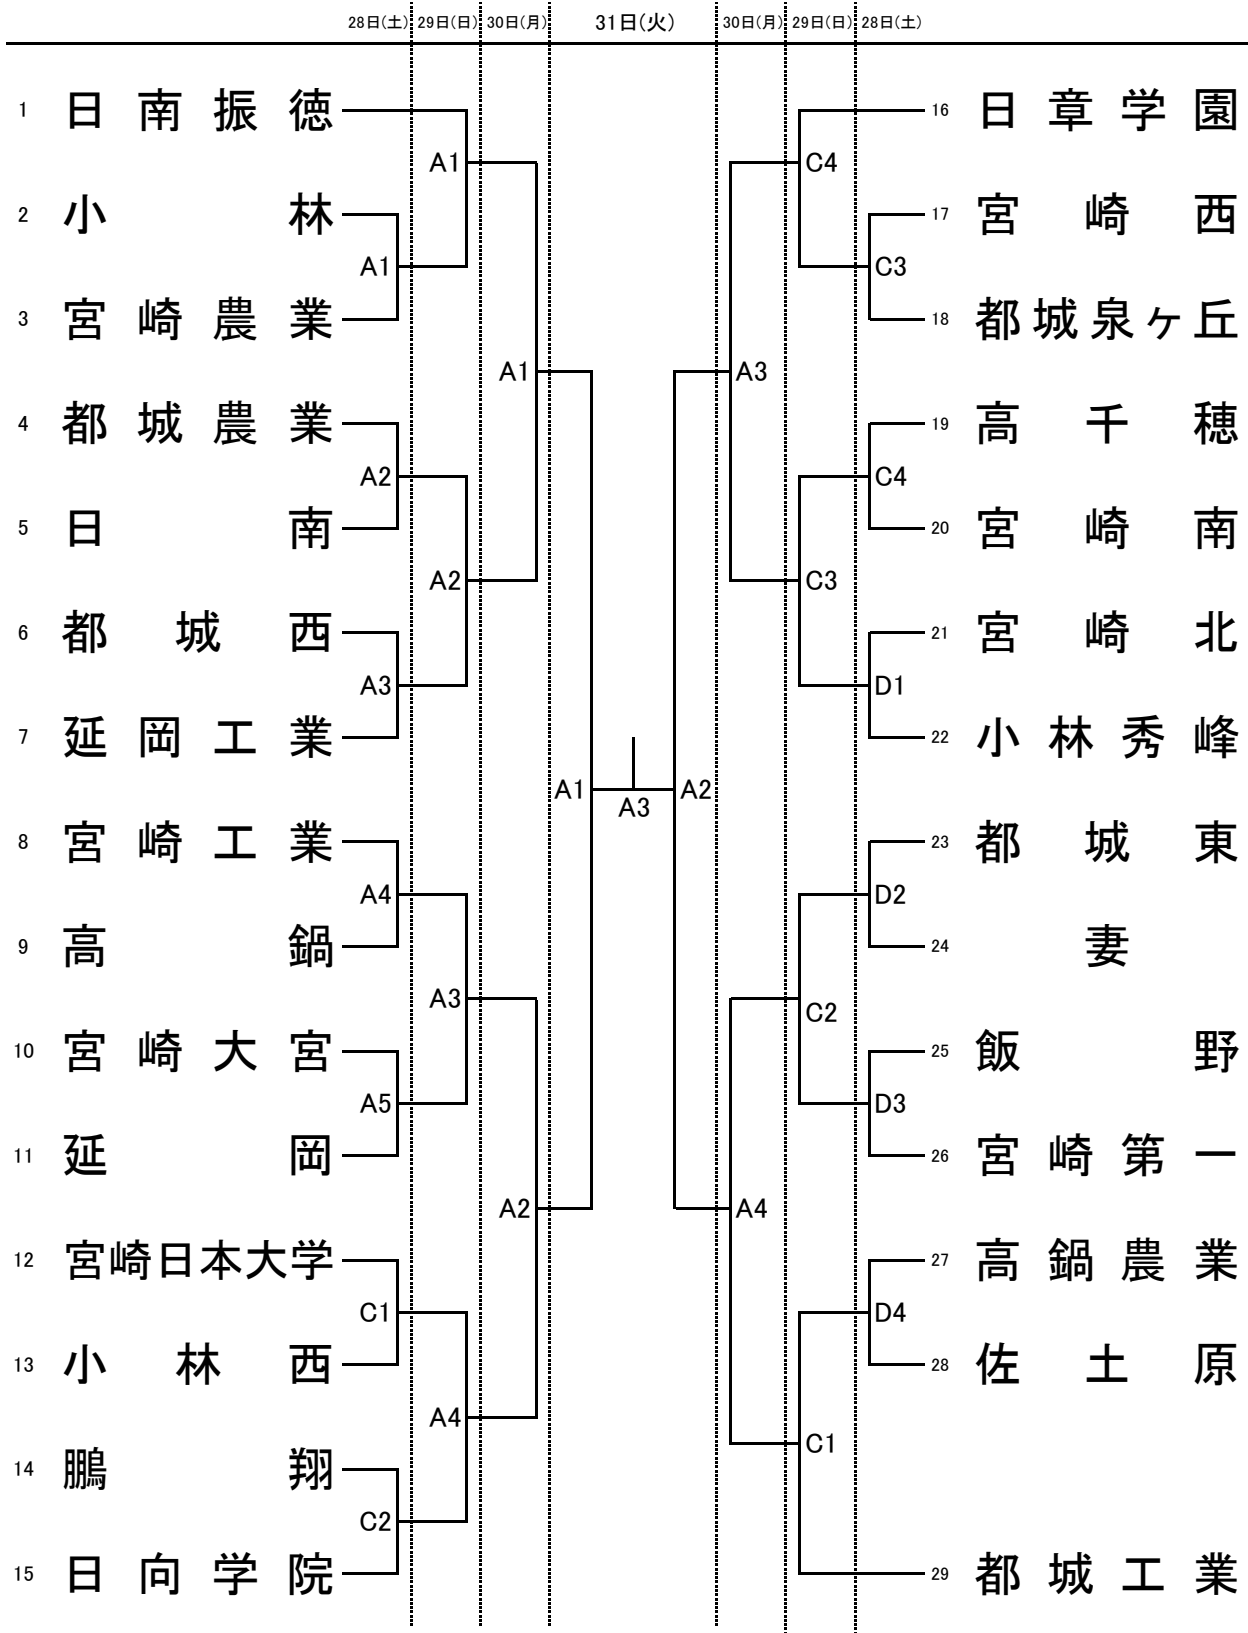 28日(土) 29日(日) 30日(月) 31日(火) 30日(月) 29日(日) 28日(土)
1 日南振徳
A1
2 小林
A1
3 宮崎農業
A1
4 都城農業
A2
5 日南
A2
6 都城西
A3
7 延岡工業
A1
8 宮崎工業
A4
9 高鍋
A3
10 宮崎大宮
A5
11 延岡
A2
12 宮崎日本大学
C1
13 小林西
A4
14 鵬翔
C2
15 日向学院
A3
16 日章学園
C4
17 宮崎西
C3
18 都城泉ヶ丘
A3
19 高千穂
C4
20 宮崎南
C3
21 宮崎北
D1
22 小林秀峰
A2
23 都城東
D2
24 妻
C2
25 飯野
D3
26 宮崎第一
A4
27 高鍋農業
D4
28 佐土原
C1
29 都城工業